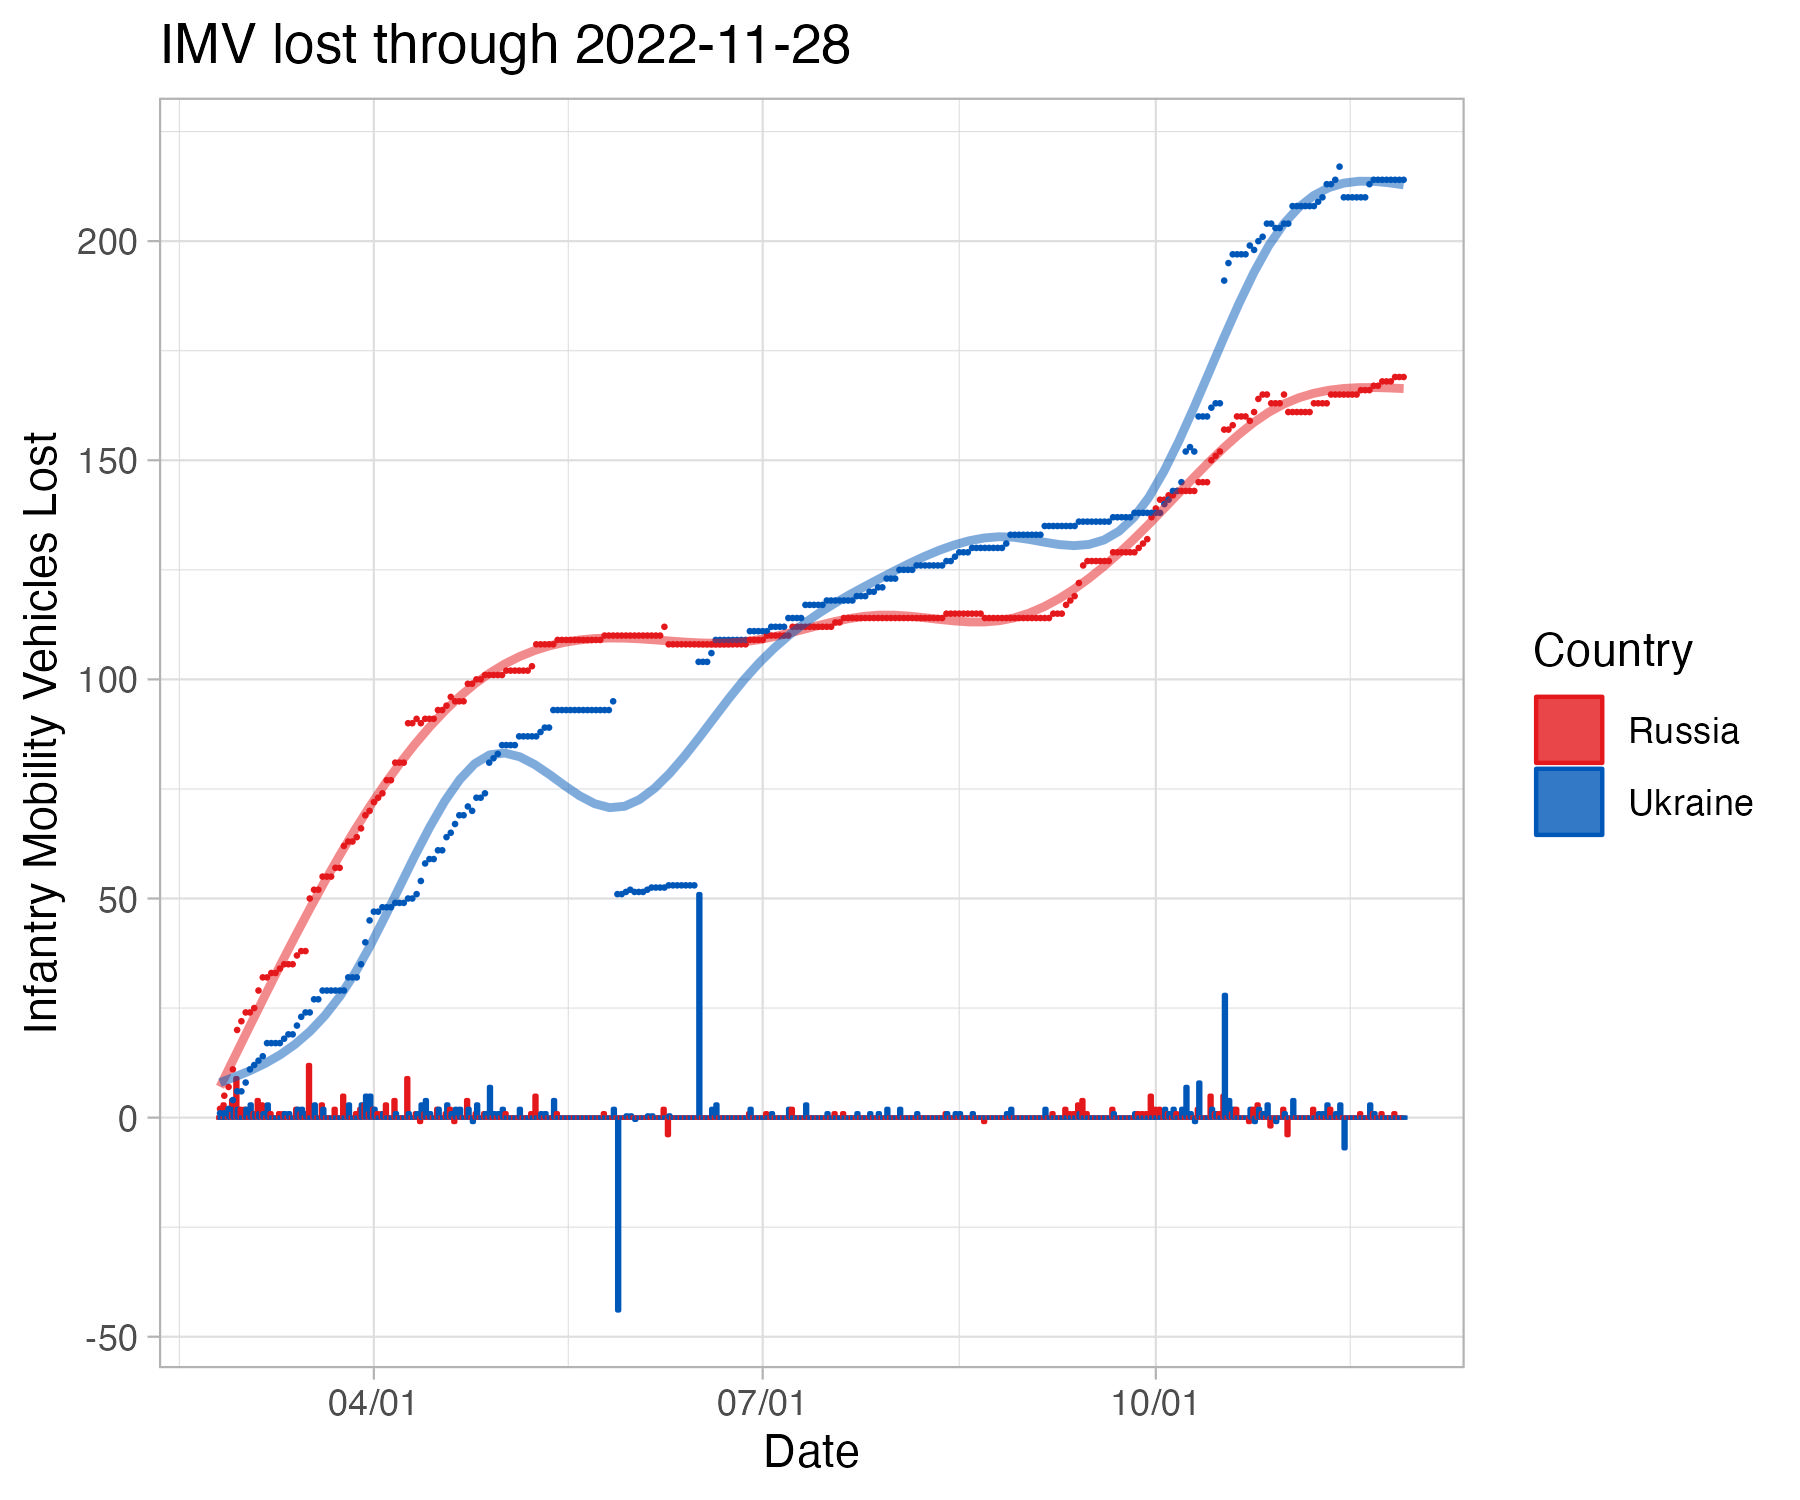 IMV lost through 2022-11-28
Infantry Mobility Vehicles Lost
200
150
100
50
0
-50
04/01
07/01
10/01
Date
Country
Russia
Ukraine